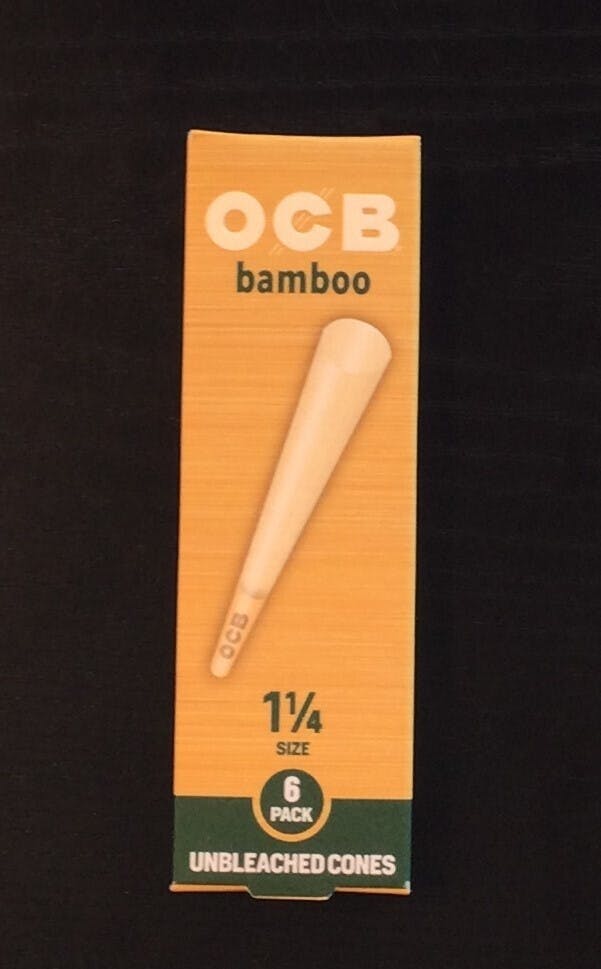 OCB
bamboo
OCB
1¼
SIZE
6
PACK
UNBLEACHED CONES